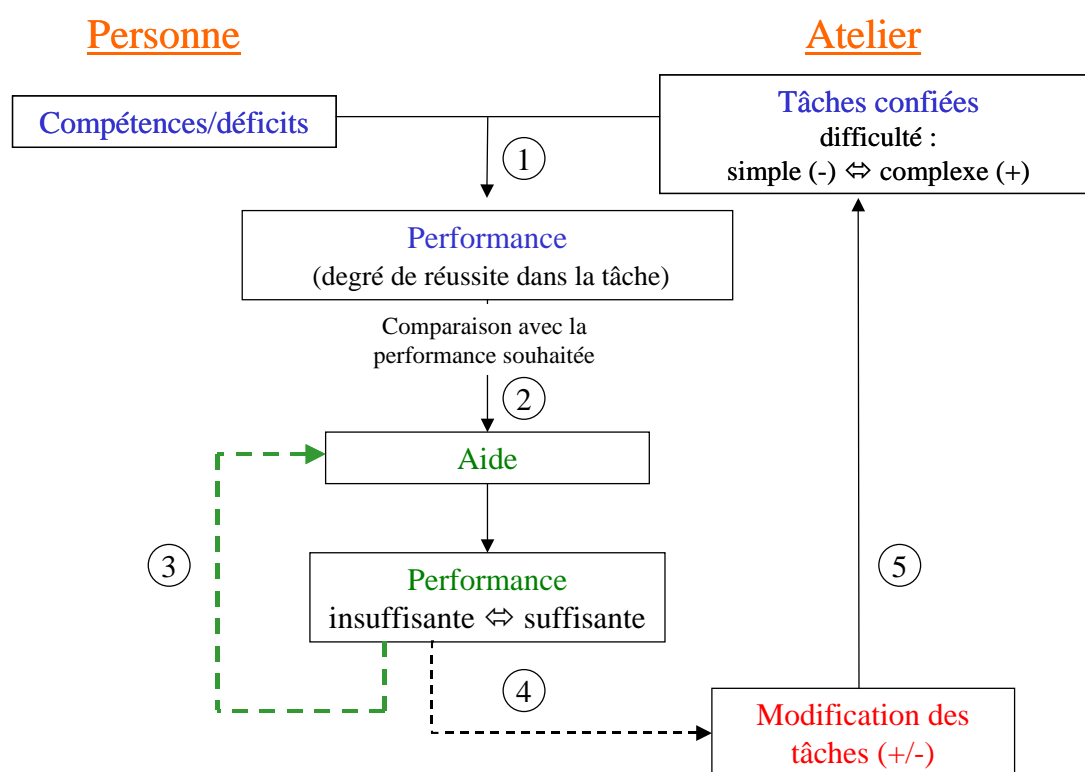 Personne
Atelier
Compétences/déficits
Tâches confiées
difficulté :
simple (-) ⬄ complexe (+)
1
Performance
(degré de réussite dans la tâche)
Comparaison avec la
performance souhaitée
2
Aide
3
Performance
insuffisante ⬄ suffisante
5
4
Modification des
tâches (+/-)